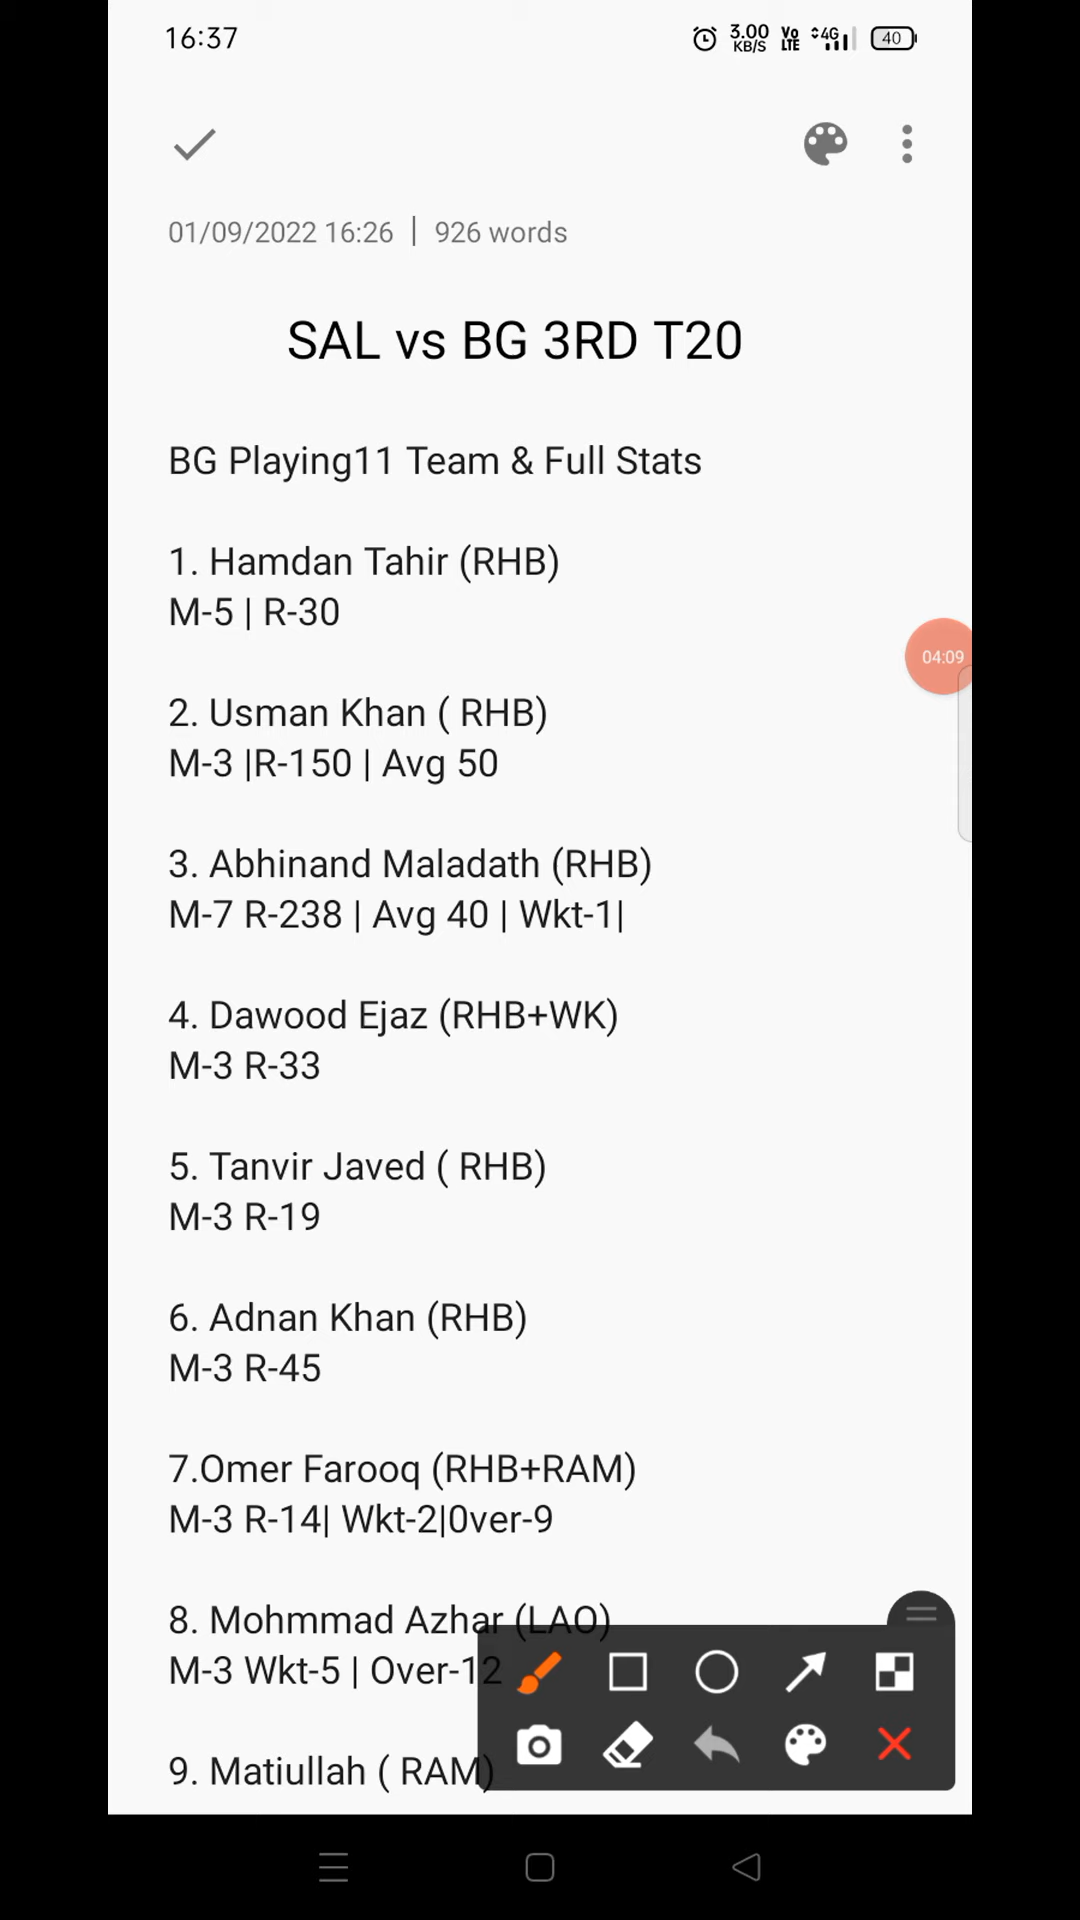 16:37
3.00 KB/S Vo LTE 4G 40
01/09/2022 16:26 | 926 words
SAL vs BG 3RD T20
BG Playing11 Team & Full Stats
1. Hamdan Tahir (RHB)
M-5 | R-30
04:09
2. Usman Khan ( RHB)
M-3 |R-150 | Avg 50
3. Abhinand Maladath (RHB)
M-7 R-238 | Avg 40 | Wkt-1|
4. Dawood Ejaz (RHB+WK)
M-3 R-33
5. Tanvir Javed ( RHB)
M-3 R-19
6. Adnan Khan (RHB)
M-3 R-45
7.Omer Farooq (RHB+RAM)
M-3 R-14| Wkt-2|0ver-9
8. Mohmmad Azhar (LAO)
M-3 Wkt-5 | Over-12
9. Matiullah ( RAM)